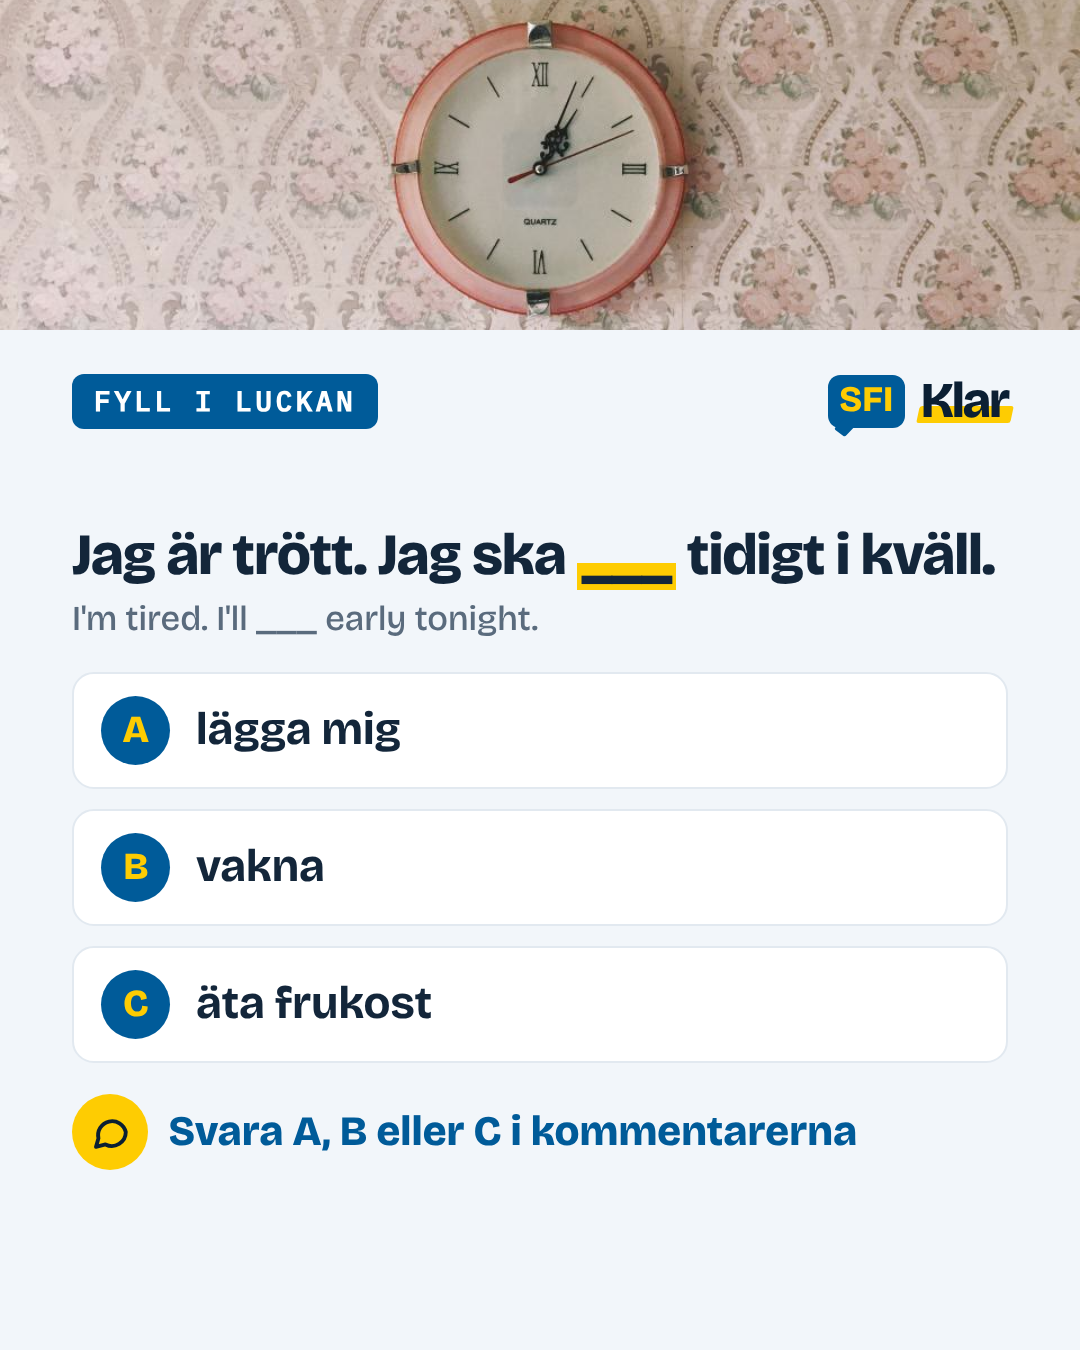 XII
III
VI
IX
QUARTZ
FYLL I LUCKAN
SFI Klar
Jag är trött. Jag ska ___ tidigt i kväll.
I'm tired. I'll ___ early tonight.
A lägga mig
B vakna
C äta frukost
Svara A, B eller C i kommentarerna